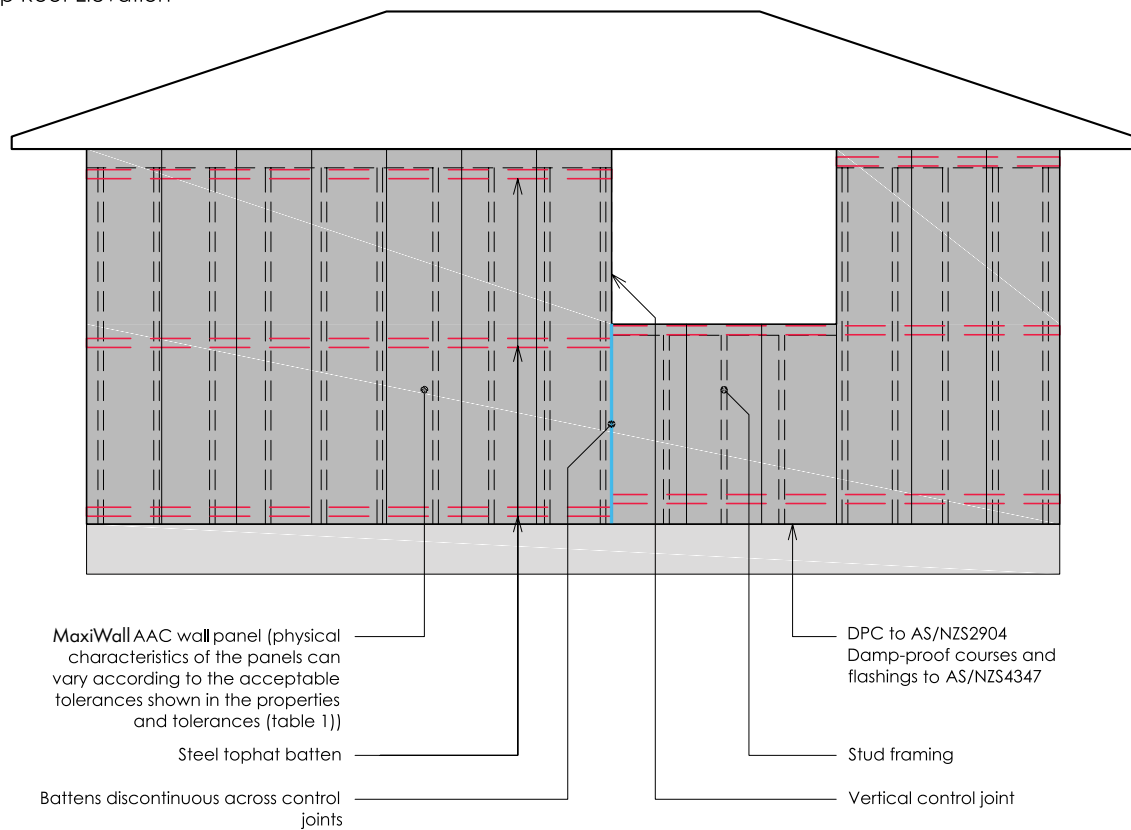 p Roof Elevation
MaxiWall AAC wall panel (physical
characteristics of the panels can
vary according to the acceptable
tolerances shown in the properties
and tolerances (table 1))
Steel tophat batten
Battens discontinuous across control
joints
DPC to AS/NZS2904
Damp-proof courses and
flashings to AS/NZS4347
Stud framing
Vertical control joint